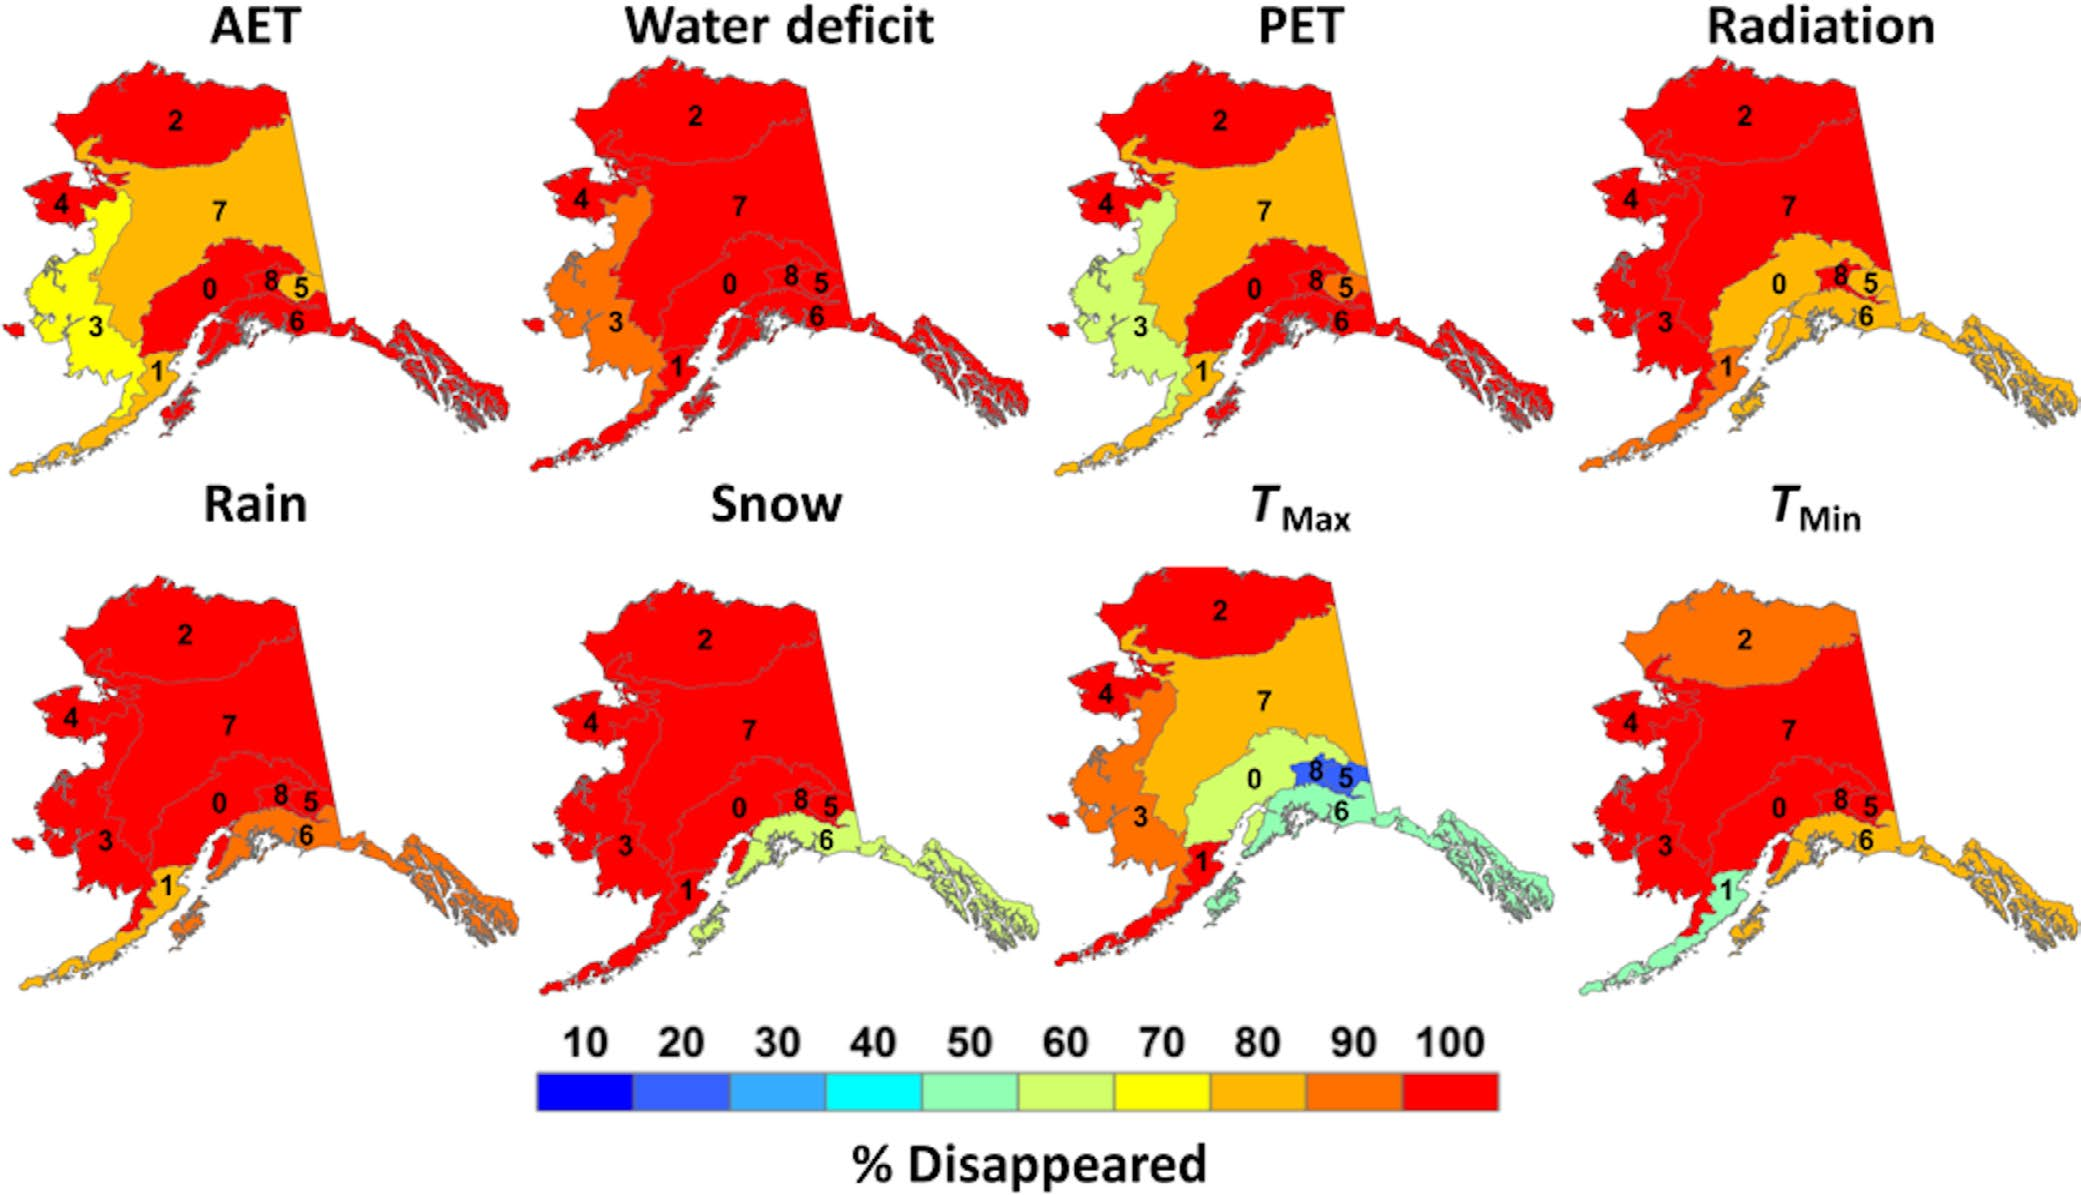 AET Water deficit PET Radiation
2 2 2 2
4 7 4 7 4 7 4 7
0 8 5 0 8 5 0 8 5 0 8 5
3 6 3 6 3 6 3 6
1 1 1 1
Rain Snow TMax TMin
2 2 2 2
4 7 4 7 4 7 4 7
0 8 5 0 8 5 0 8 5 0 8 5
3 6 3 6 3 6 3 6
1 1 1 1
10 20 30 40 50 60 70 80 90 100
% Disappeared